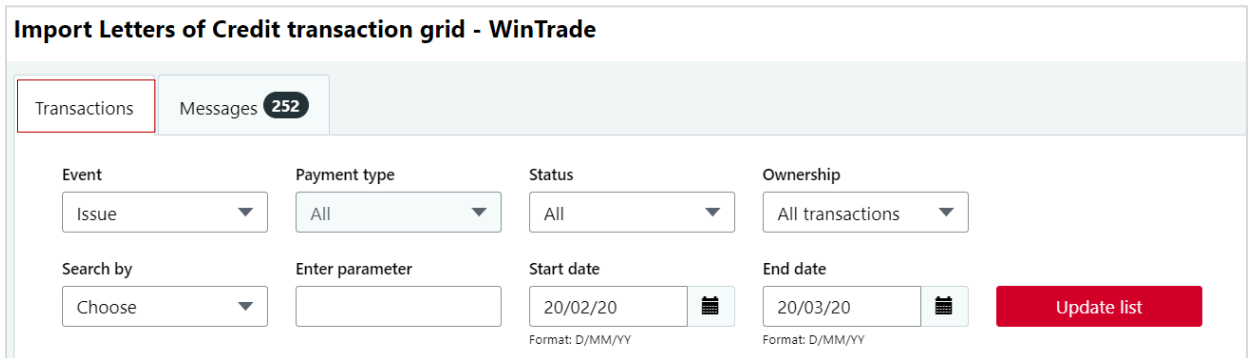 Import Letters of Credit transaction grid - WinTrade
Transactions Messages 252
Event Payment type Status Ownership
Issue All All All transactions
Search by Enter parameter Start date End date
Choose 20/02/20 20/03/20 Update list
Format: D/MM/YY Format: D/MM/YY